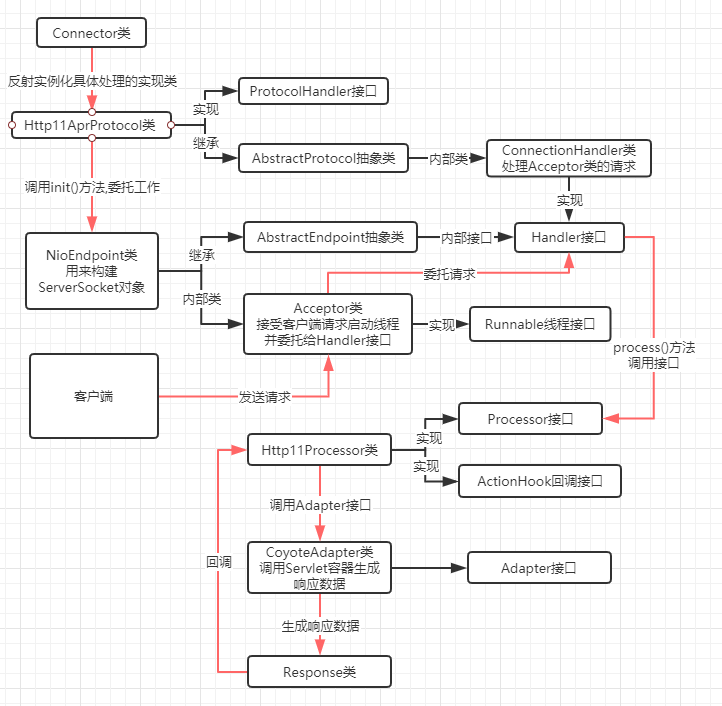 Connector类
反射实例化具体处理的实现类
ProtocolHandler接口
实现
Http11AprProtocol类
继承
AbstractProtocol抽象类
内部类
ConnectionHandler类
处理Acceptor类的请求
调用init()方法,委托工作
实现
NioEndpoint类
用来构建
ServerSocket对象
继承
AbstractEndpoint抽象类
内部接口
Handler接口
委托请求
内部类
Acceptor类
接受客户端请求启动线程
并委托给Handler接口
实现
Runnable线程接口
process()方法
调用接口
客户端
发送请求
Processor接口
实现
Http11Processor类
实现
ActionHook回调接口
调用Adapter接口
回调
CoyoteAdapter类
调用Servlet容器生成
响应数据
Adapter接口
生成响应数据
Response类